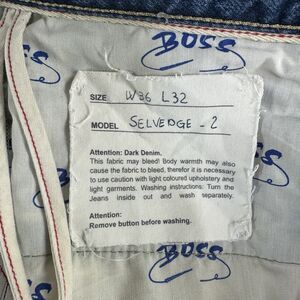 BOSS
BOSS
SIZE: W36 L32
MODEL SELVEDGE - 2
Attention: Dark Denim.
This fabric may bleed! Body warmth may also
cause the fabric to bleed, therefor it is necessary
to use caution with light coloured upholstery and
light garments. Washing instructions: Turn the
Jeans inside out and wash separately.
Attention:
Remove button before washing.
BOSS
BOSS